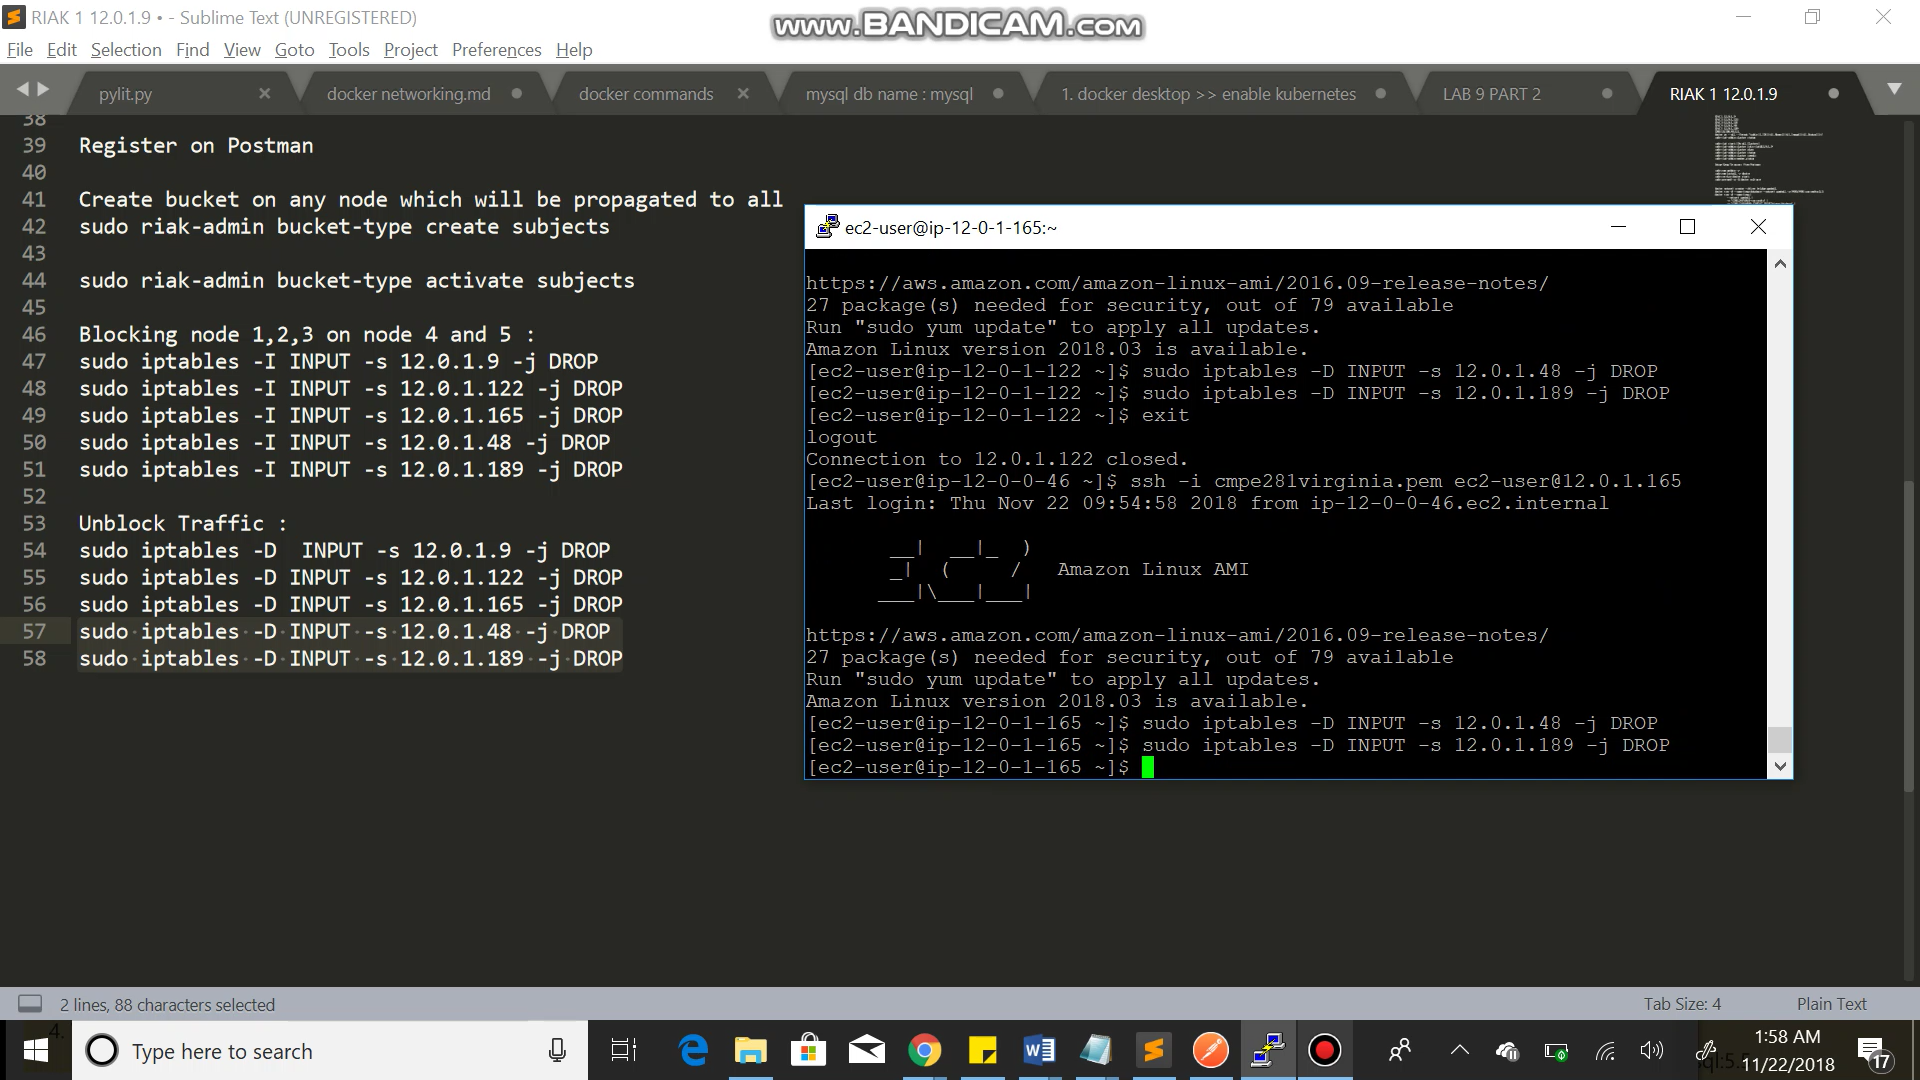 RIAK 1 12.0.1.9 • - Sublime Text (UNREGISTERED)
www.BANDICAM.com
File Edit Selection Find View Goto Tools Project Preferences Help
pylit.py
docker networking.md
docker commands
mysql db name : mysql
1. docker desktop >> enable kubernetes
LAB 9 PART 2
RIAK 1 12.0.1.9
38
39 Register on Postman
40
41 Create bucket on any node which will be propagated to all
42 sudo riak-admin bucket-type create subjects
43
44 sudo riak-admin bucket-type activate subjects
45
46 Blocking node 1,2,3 on node 4 and 5 :
47 sudo iptables -I INPUT -s 12.0.1.9 -j DROP
48 sudo iptables -I INPUT -s 12.0.1.122 -j DROP
49 sudo iptables -I INPUT -s 12.0.1.165 -j DROP
50 sudo iptables -I INPUT -s 12.0.1.48 -j DROP
51 sudo iptables -I INPUT -s 12.0.1.189 -j DROP
52
53 Unblock Traffic :
54 sudo iptables -D  INPUT -s 12.0.1.9 -j DROP
55 sudo iptables -D INPUT -s 12.0.1.122 -j DROP
56 sudo iptables -D INPUT -s 12.0.1.165 -j DROP
57 sudo iptables -D INPUT -s 12.0.1.48 -j DROP
58 sudo iptables -D INPUT -s 12.0.1.189 -j DROP
ec2-user@ip-12-0-1-165:~
https://aws.amazon.com/amazon-linux-ami/2016.09-release-notes/
27 package(s) needed for security, out of 79 available
Run "sudo yum update" to apply all updates.
Amazon Linux version 2018.03 is available.
[ec2-user@ip-12-0-1-122 ~]$ sudo iptables -D INPUT -s 12.0.1.48 -j DROP
[ec2-user@ip-12-0-1-122 ~]$ sudo iptables -D INPUT -s 12.0.1.189 -j DROP
[ec2-user@ip-12-0-1-122 ~]$ exit
logout
Connection to 12.0.1.122 closed.
[ec2-user@ip-12-0-0-46 ~]$ ssh -i cmpe281virginia.pem ec2-user@12.0.1.165
Last login: Thu Nov 22 09:54:58 2018 from ip-12-0-0-46.ec2.internal
__|  __|_  )
_|  (     /   Amazon Linux AMI
___|\___|___|
https://aws.amazon.com/amazon-linux-ami/2016.09-release-notes/
27 package(s) needed for security, out of 79 available
Run "sudo yum update" to apply all updates.
Amazon Linux version 2018.03 is available.
[ec2-user@ip-12-0-1-165 ~]$ sudo iptables -D INPUT -s 12.0.1.48 -j DROP
[ec2-user@ip-12-0-1-165 ~]$ sudo iptables -D INPUT -s 12.0.1.189 -j DROP
[ec2-user@ip-12-0-1-165 ~]$
2 lines, 88 characters selected
Tab Size: 4
Plain Text
Type here to search
1:58 AM
11/22/2018
17